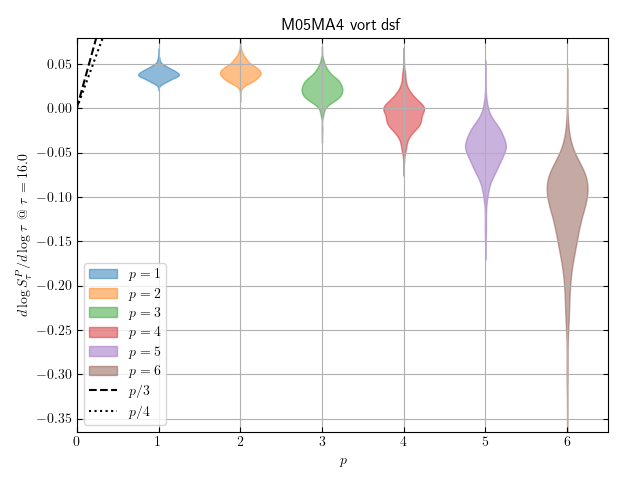 M05MA4 vort dsf
d log S_τ^P / d log τ @ τ = 16.0
0.05
0.00
−0.05
−0.10
−0.15
−0.20
−0.25
−0.30
−0.35
p = 1
p = 2
p = 3
p = 4
p = 5
p = 6
p/3
p/4
0 1 2 3 4 5 6
p